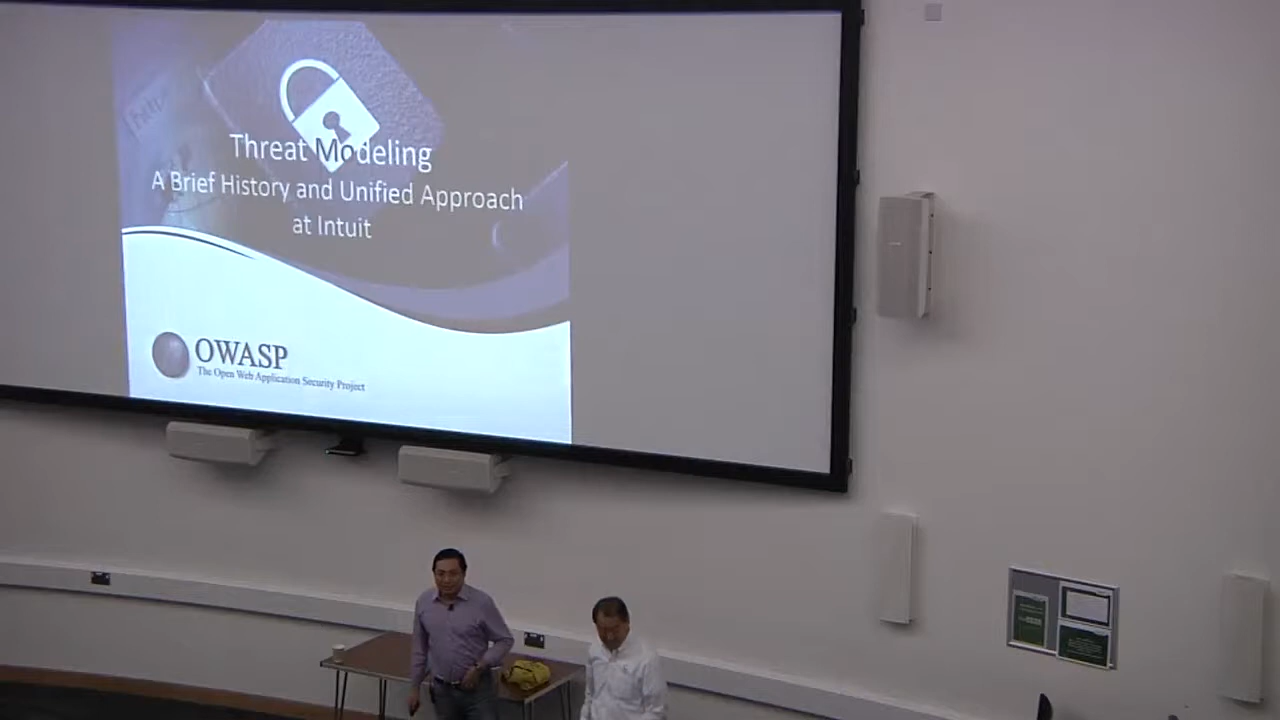 Threat Modeling
A Brief History and Unified Approach
at Intuit
OWASP
The Open Web Application Security Project